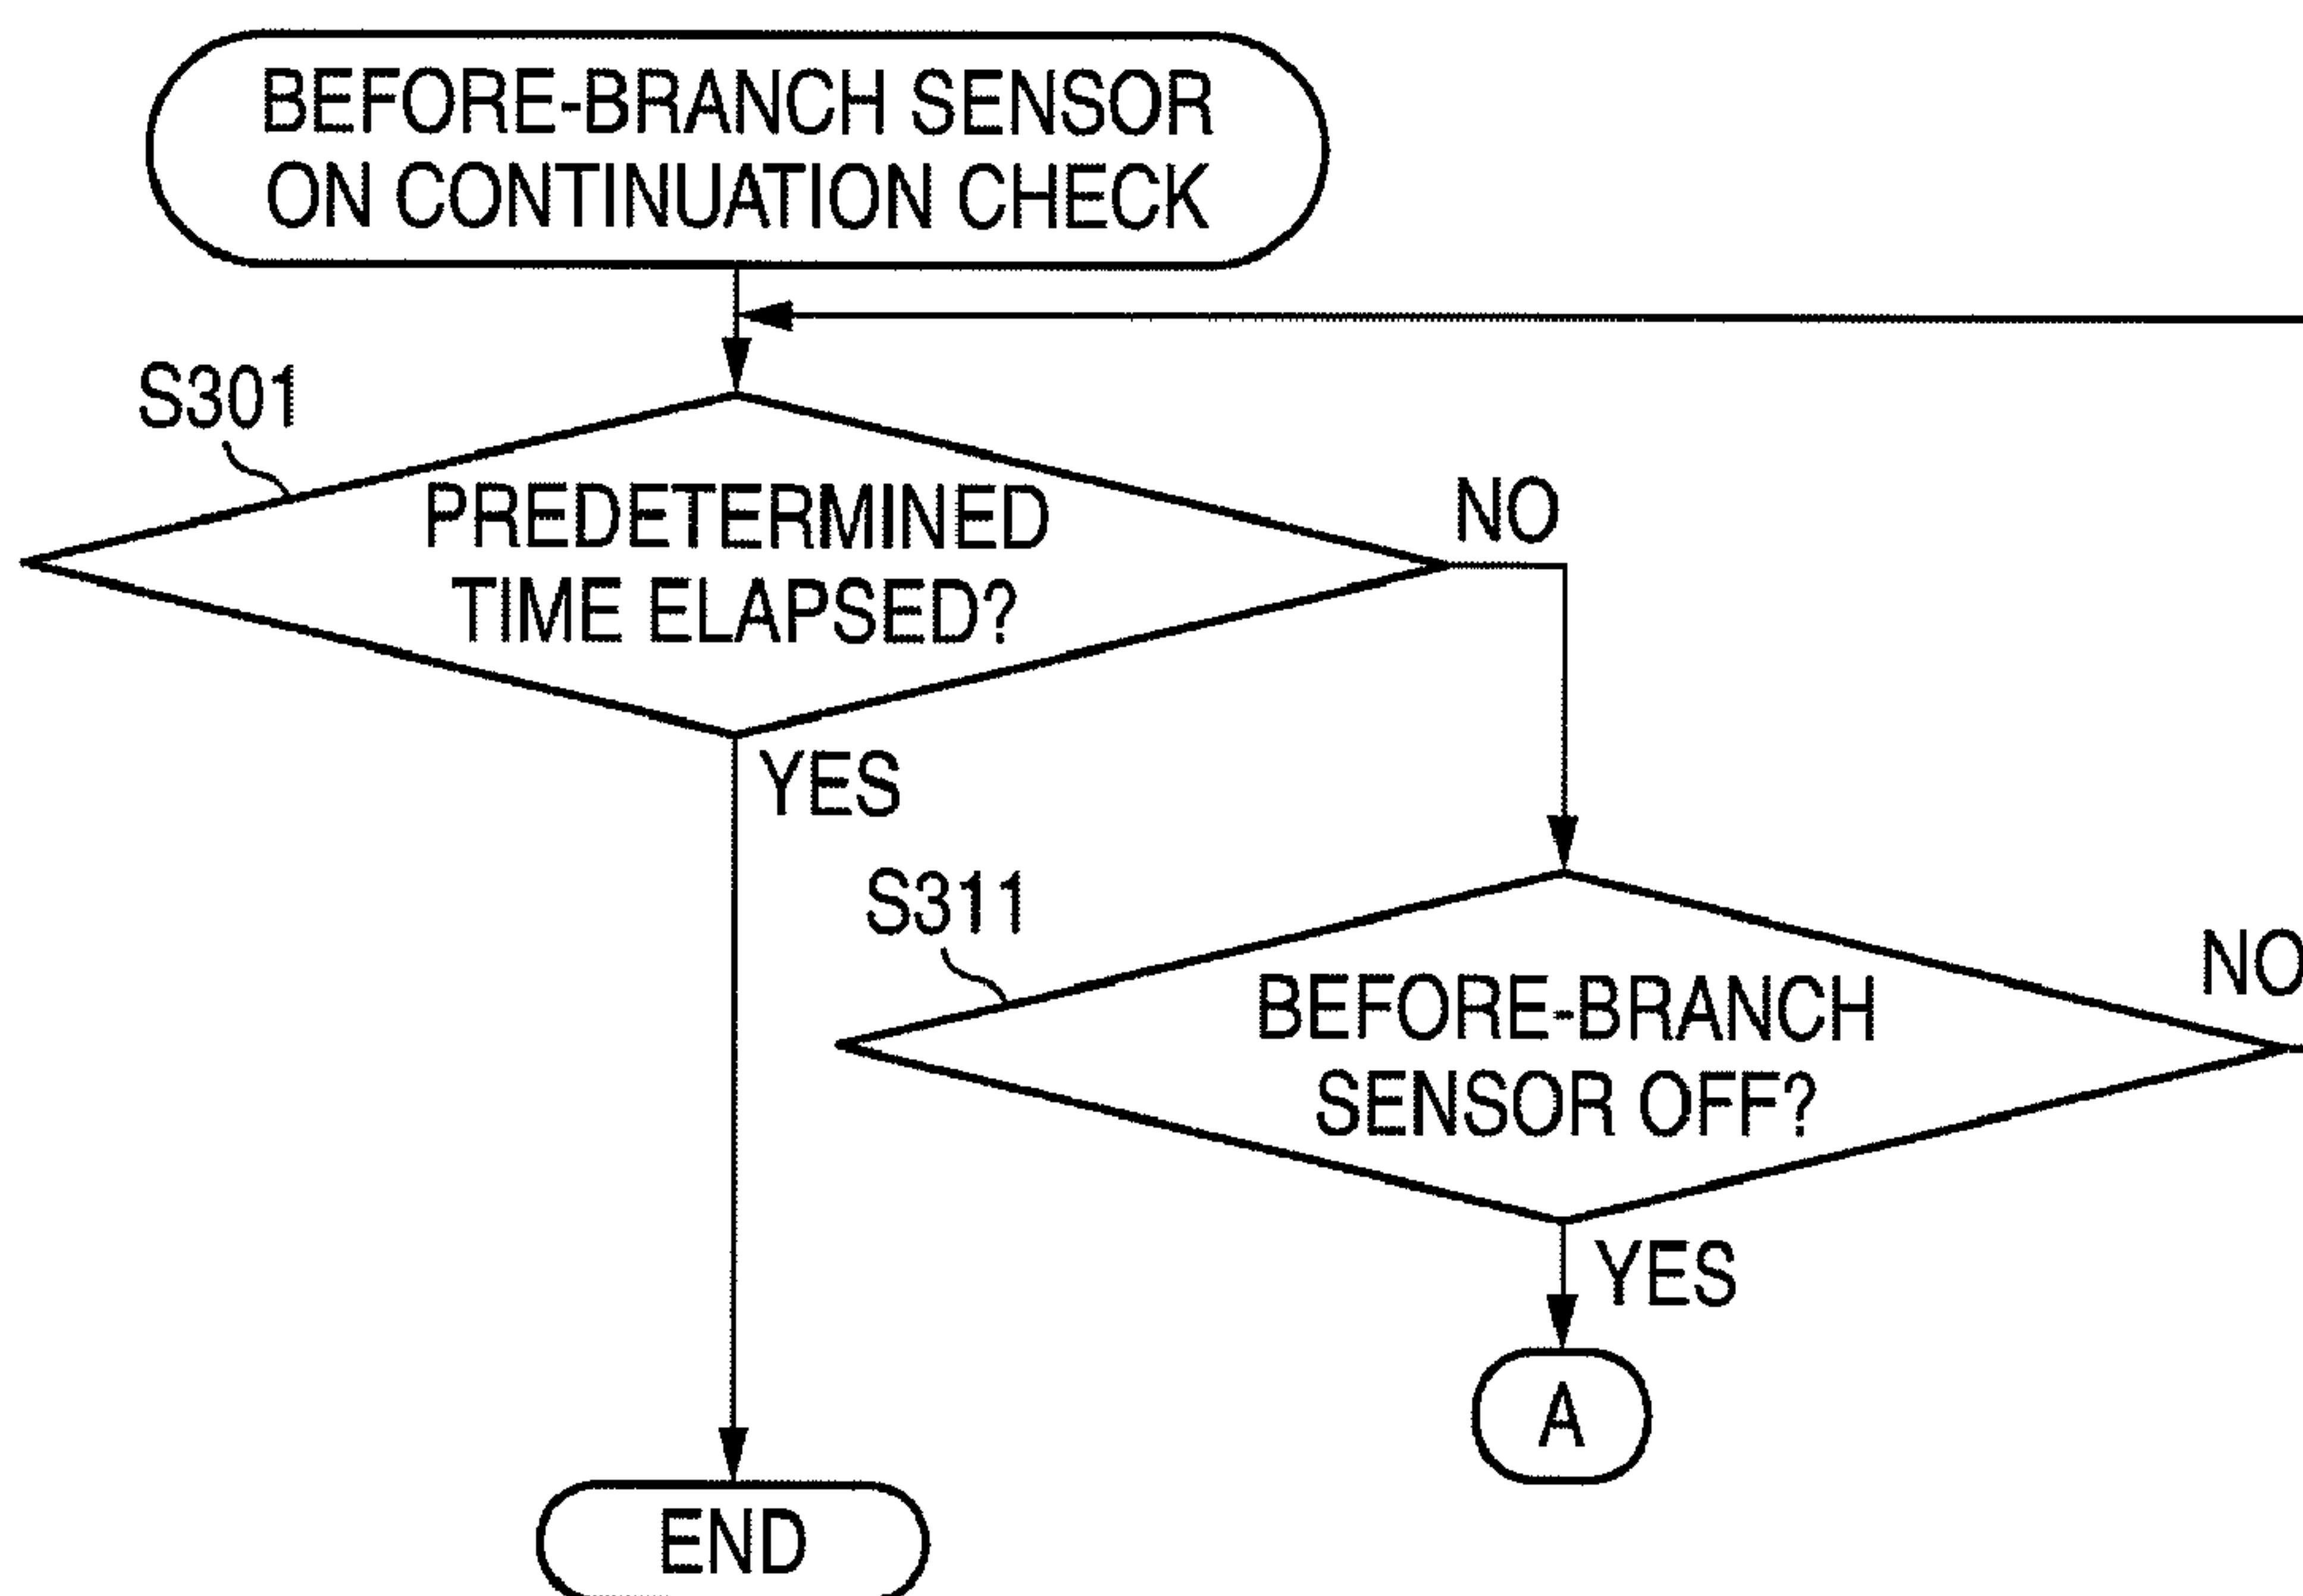 BEFORE-BRANCH SENSOR
ON CONTINUATION CHECK
S301
PREDETERMINED
TIME ELAPSED?
NO
YES
S311
BEFORE-BRANCH
SENSOR OFF?
NO
YES
A
END